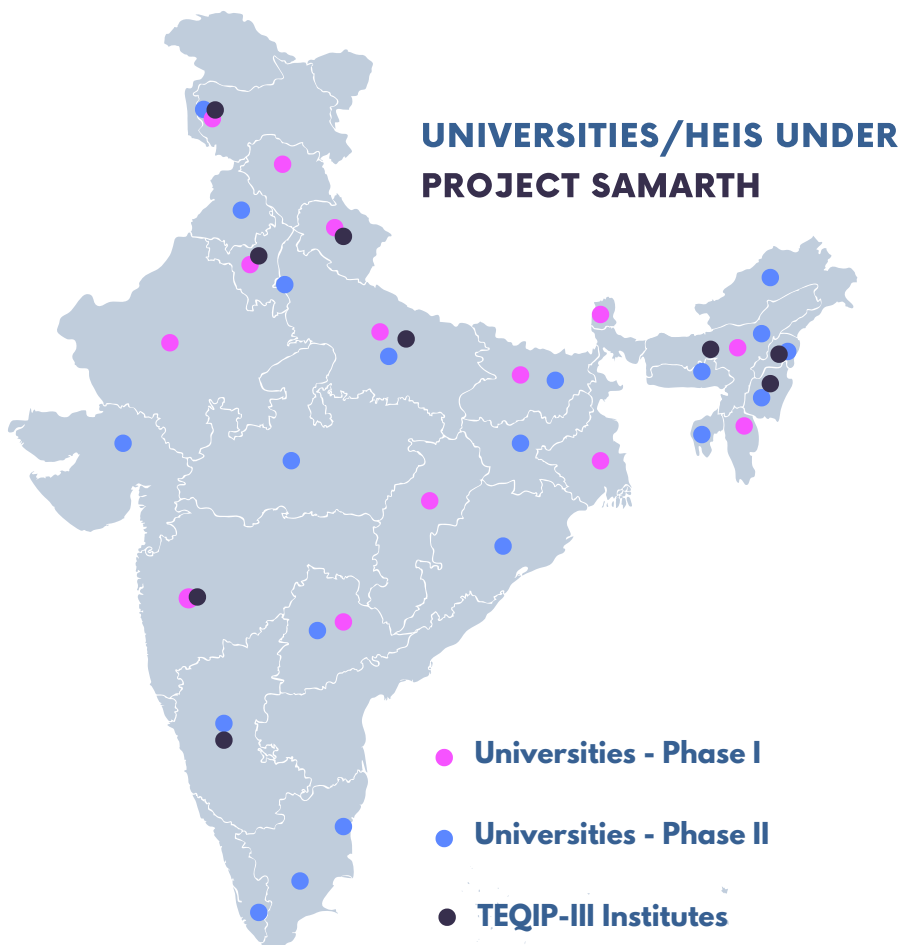 UNIVERSITIES/HEIS UNDER
PROJECT SAMARTH
Universities - Phase I
Universities - Phase II
TEQIP-III Institutes